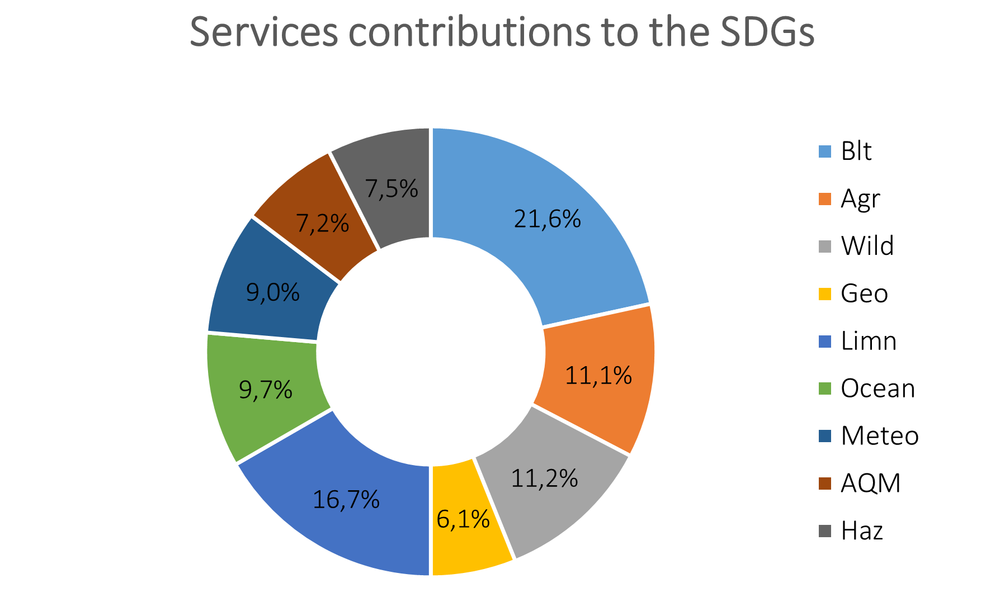 Services contributions to the SDGs
21,6%
11,1%
11,2%
6,1%
16,7%
9,7%
9,0%
7,2%
7,5%
Blt
Agr
Wild
Geo
Limn
Ocean
Meteo
AQM
Haz